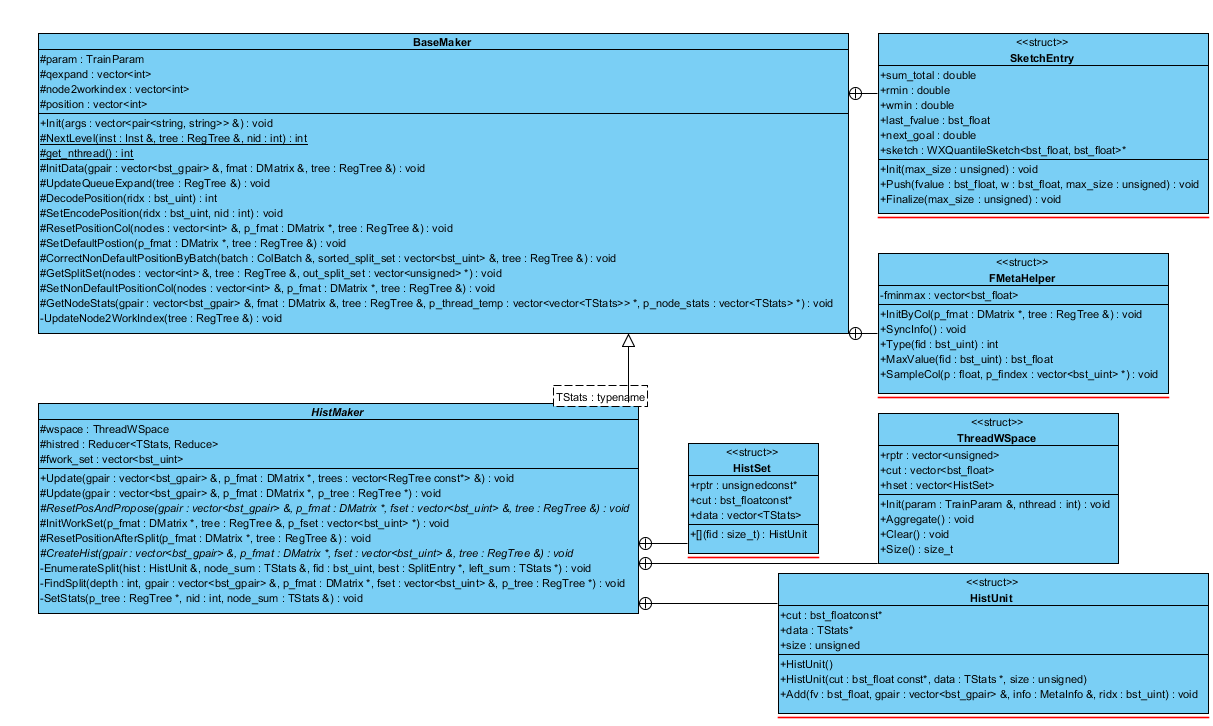 BaseMaker
#param : TrainParam
#qexpand : vector<int>
#node2workindex : vector<int>
#position : vector<int>
+Init(args : vector<pair<string, string>> &) : void
#NextLevel(inst : Inst &, tree : RegTree &, nid : int) : int
#get_nthread() : int
#InitData(gpair : vector<bst_gpair> &, fmat : DMatrix &, tree : RegTree &) : void
#UpdateQueueExpand(tree : RegTree &) : void
#DecodePosition(ridx : bst_uint) : int
#SetEncodePosition(ridx : bst_uint, nid : int) : void
#ResetPositionCol(nodes : vector<int> &, p_fmat : DMatrix *, tree : RegTree &) : void
#SetDefaultPostion(p_fmat : DMatrix *, tree : RegTree &) : void
#CorrectNonDefaultPositionByBatch(batch : ColBatch &, sorted_split_set : vector<bst_uint> &, tree : RegTree &) : void
#GetSplitSet(nodes : vector<int> &, tree : RegTree &, out_split_set : vector<unsigned> *) : void
#SetNonDefaultPositionCol(nodes : vector<int> &, p_fmat : DMatrix *, tree : RegTree &) : void
#GetNodeStats(gpair : vector<bst_gpair> &, fmat : DMatrix &, tree : RegTree &, p_thread_temp : vector<vector<TStats>> *, p_node_stats : vector<TStats> *) : void
-UpdateNode2WorkIndex(tree : RegTree &) : void
<<struct>>
SketchEntry
+sum_total : double
+rmin : double
+wmin : double
+last_fvalue : bst_float
+next_goal : double
+sketch : WXQuantileSketch<bst_float, bst_float>*
+Init(max_size : unsigned) : void
+Push(fvalue : bst_float, w : bst_float, max_size : unsigned) : void
+Finalize(max_size : unsigned) : void
<<struct>>
FMetaHelper
-fminmax : vector<bst_float>
+InitByCol(p_fmat : DMatrix *, tree : RegTree &) : void
+SyncInfo() : void
+Type(fid : bst_uint) : int
+MaxValue(fid : bst_uint) : bst_float
+SampleCol(p : float, p_findex : vector<bst_uint> *) : void
TStats : typename
HistMaker
#wspace : ThreadWSpace
#histred : Reducer<TStats, Reduce>
#fwork_set : vector<bst_uint>
+Update(gpair : vector<bst_gpair> &, p_fmat : DMatrix *, trees : vector<RegTree const*> &) : void
#Update(gpair : vector<bst_gpair> &, p_fmat : DMatrix *, p_tree : RegTree *) : void
#ResetPosAndPropose(gpair : vector<bst_gpair> &, p_fmat : DMatrix *, fset : vector<bst_uint> &, tree : RegTree &) : void
#InitWorkSet(p_fmat : DMatrix *, tree : RegTree &, p_fset : vector<bst_uint> *) : void
#ResetPositionAfterSplit(p_fmat : DMatrix *, tree : RegTree &) : void
#CreateHist(gpair : vector<bst_gpair> &, p_fmat : DMatrix *, fset : vector<bst_uint> &, tree : RegTree &) : void
-EnumerateSplit(hist : HistUnit &, node_sum : TStats &, fid : bst_uint, best : SplitEntry *, left_sum : TStats *) : void
-FindSplit(depth : int, gpair : vector<bst_gpair> &, p_fmat : DMatrix *, fset : vector<bst_uint> &, p_tree : RegTree *) : void
-SetStats(p_tree : RegTree *, nid : int, node_sum : TStats &) : void
<<struct>>
HistSet
+rptr : unsignedconst*
+cut : bst_floatconst*
+data : vector<TStats>
+[](fid : size_t) : HistUnit
<<struct>>
ThreadWSpace
+rptr : vector<unsigned>
+cut : vector<bst_float>
+hset : vector<HistSet>
+Init(param : TrainParam &, nthread : int) : void
+Aggregate() : void
+Clear() : void
+Size() : size_t
<<struct>>
HistUnit
+cut : bst_floatconst*
+data : TStats*
+size : unsigned
+HistUnit()
+HistUnit(cut : bst_float const*, data : TStats *, size : unsigned)
+Add(fv : bst_float, gpair : vector<bst_gpair> &, info : MetaInfo &, ridx : bst_uint) : void